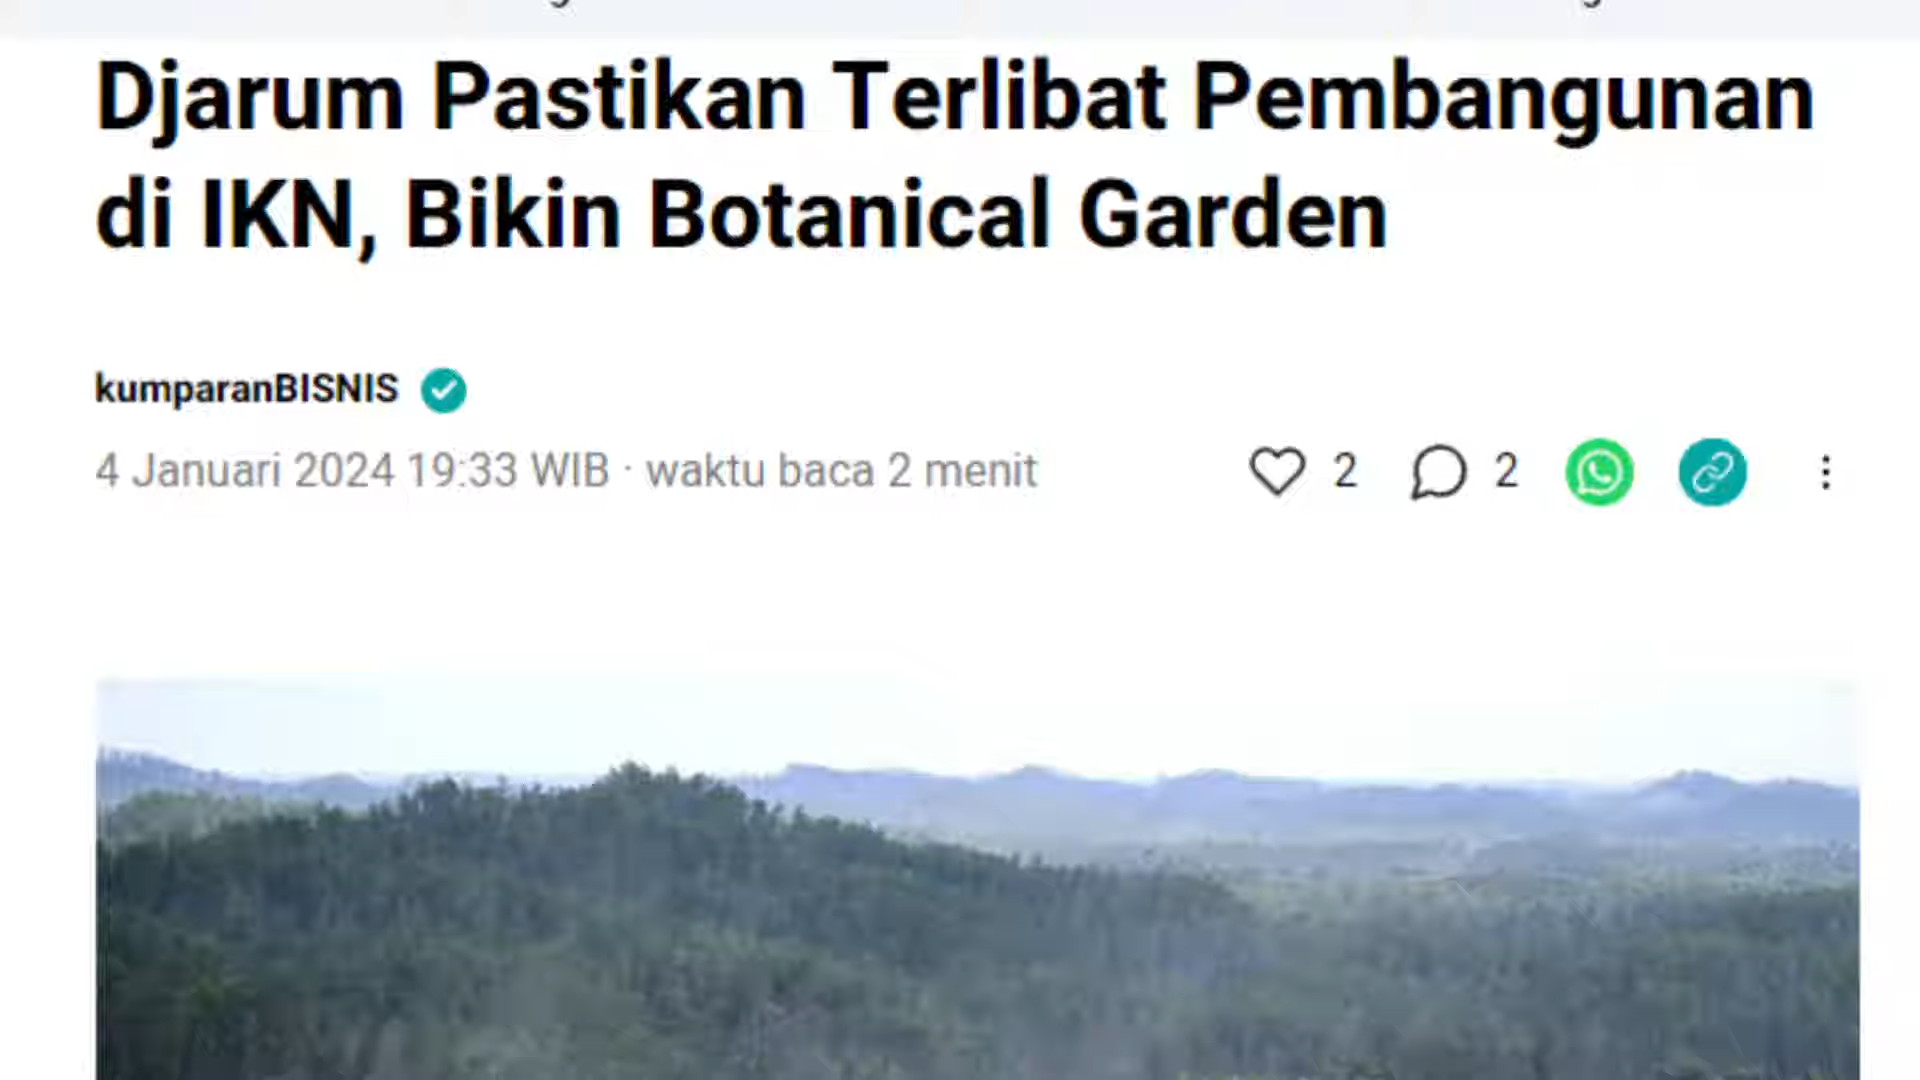 Djarum Pastikan Terlibat Pembangunan
di IKN, Bikin Botanical Garden
kumparanBISNIS
4 Januari 2024 19:33 WIB · waktu baca 2 menit
2
2